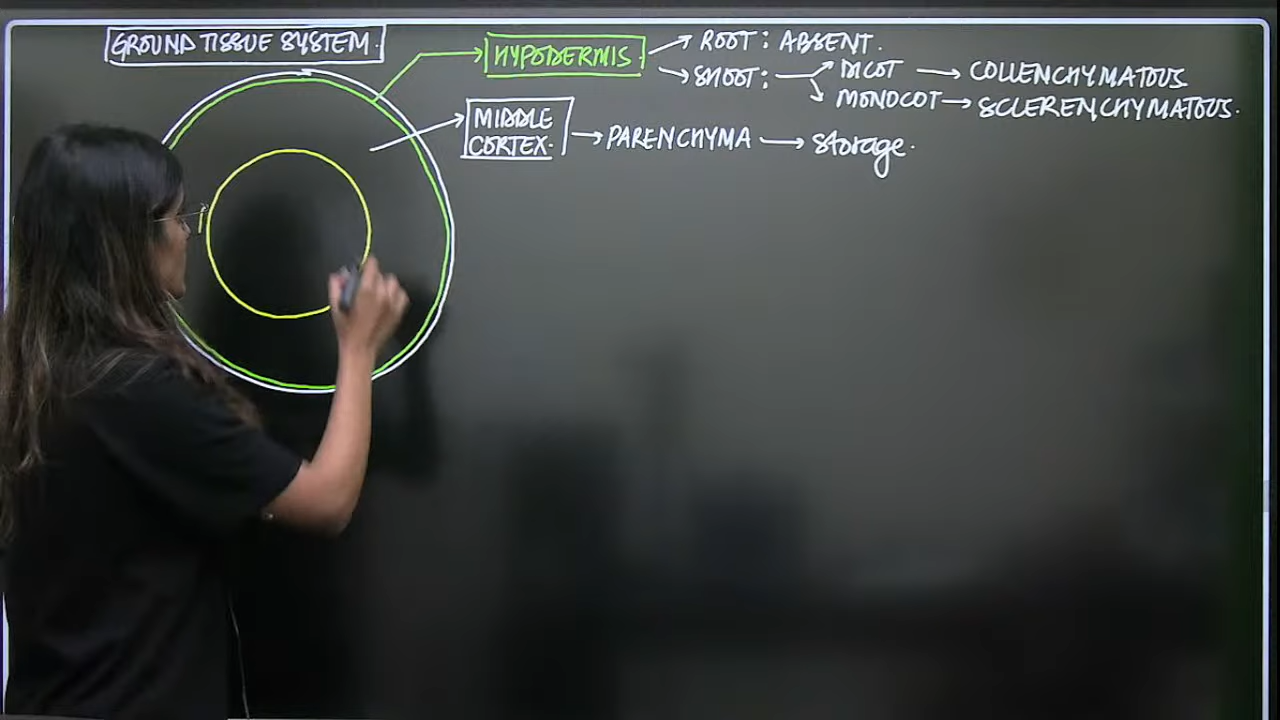 GROUND TISSUE SYSTEM.
HYPODERMIS.
ROOT: ABSENT.
SHOOT: DICOT → COLLENCHYMATOUS
MONOCOT → SCLERENCHYMATOUS.
MIDDLE
CORTEX. → PARENCHYMA → Storage.